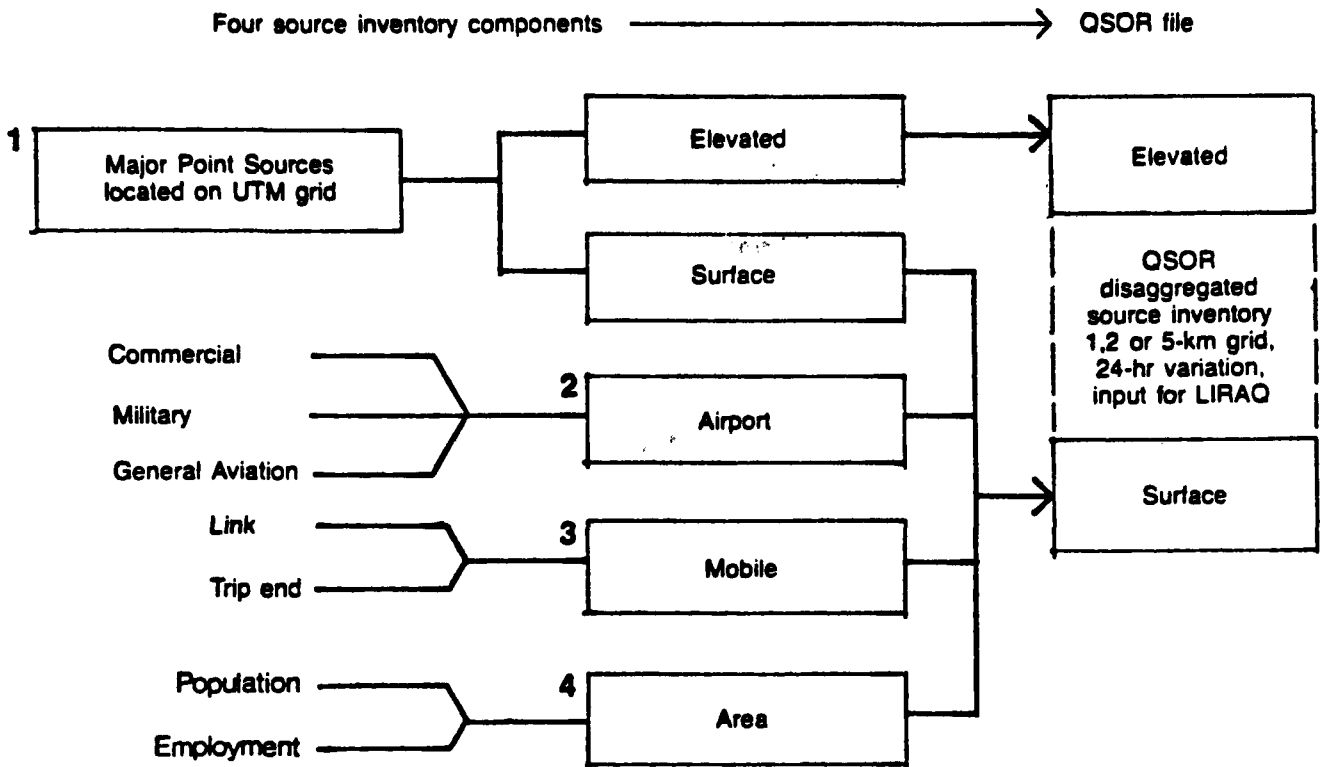 Four source inventory components
QSOR file
1
Major Point Sources
located on UTM grid
Elevated
Elevated
Surface
QSOR
disaggregated
source inventory
1,2 or 5-km grid,
24-hr variation,
input for LIRAQ
Commercial
Military
General Aviation
2
Airport
Surface
Link
Trip end
3
Mobile
Population
Employment
4
Area